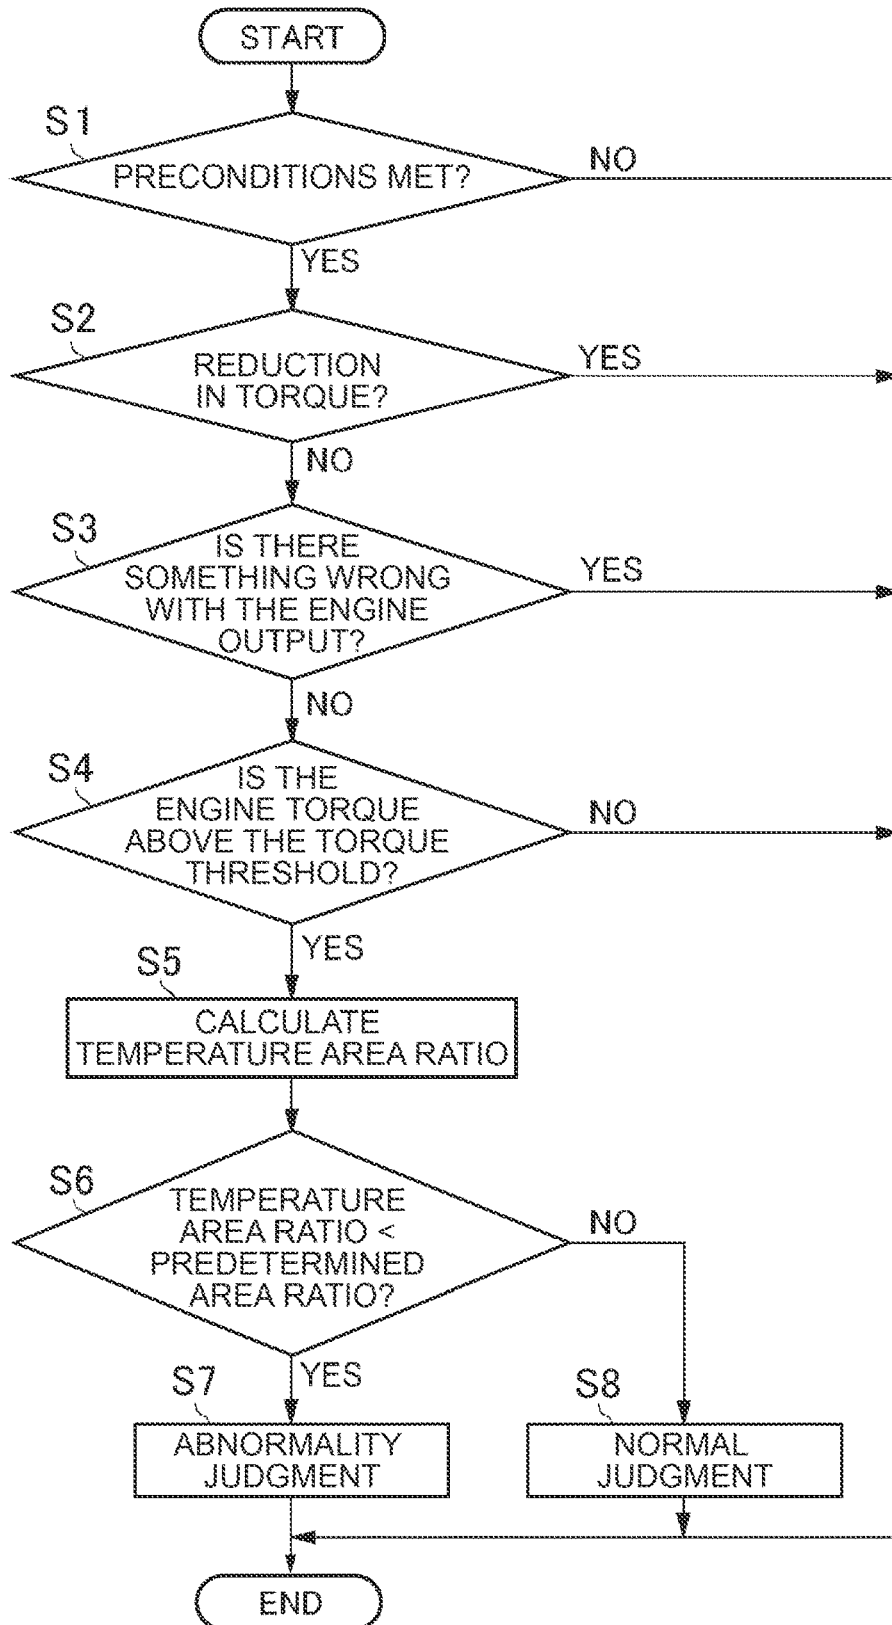 START
S1
PRECONDITIONS MET?
NO
YES
S2
REDUCTION
IN TORQUE?
YES
NO
S3
IS THERE
SOMETHING WRONG
WITH THE ENGINE
OUTPUT?
YES
NO
S4
IS THE
ENGINE TORQUE
ABOVE THE TORQUE
THRESHOLD?
NO
YES
S5
CALCULATE
TEMPERATURE AREA RATIO
S6
TEMPERATURE
AREA RATIO <
PREDETERMINED
AREA RATIO?
NO
YES
S7
ABNORMALITY
JUDGMENT
S8
NORMAL
JUDGMENT
END